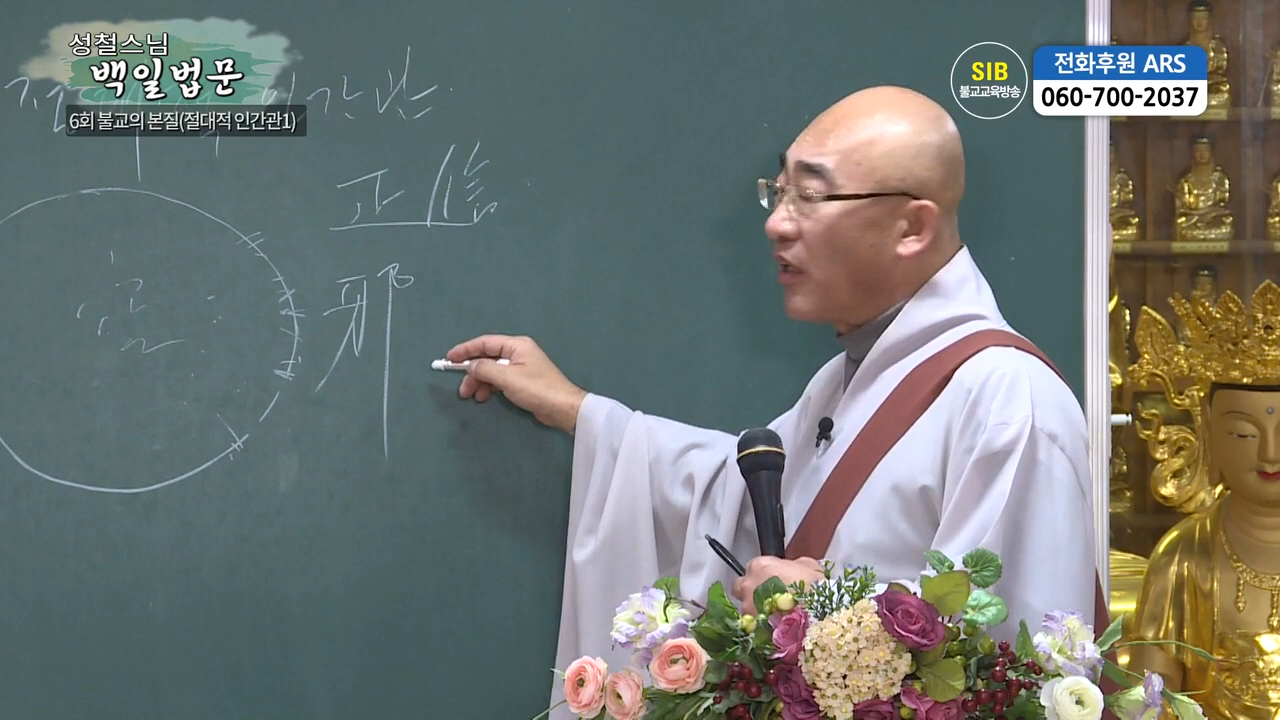 성철스님
백일법문
6회 불교의 본질(절대적 인간관1)
SIB
불교교육방송
전화후원 ARS
060-700-2037
正信
邪